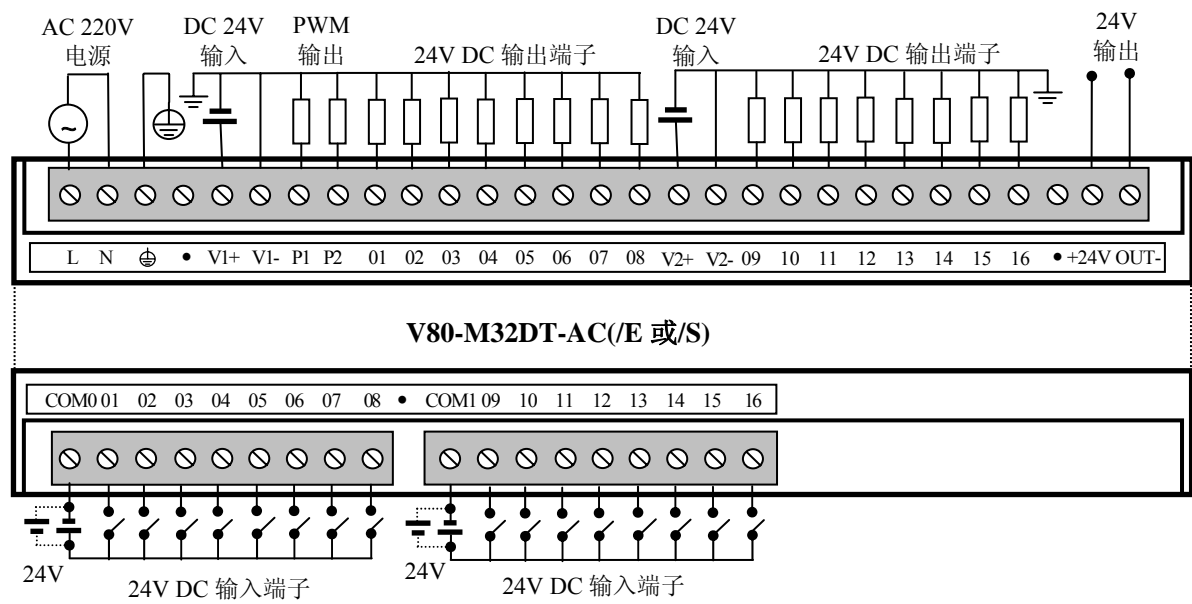 AC 220V 电源
DC 24V 输入
PWM 输出
24V DC 输出端子
DC 24V 输入
24V DC 输出端子
24V 输出
~
L N • V1+ V1- P1 P2 01 02 03 04 05 06 07 08 V2+ V2- 09 10 11 12 13 14 15 16 • +24V OUT-
V80-M32DT-AC(/E 或/S)
COM0 01 02 03 04 05 06 07 08 • COM1 09 10 11 12 13 14 15 16
24V
24V DC 输入端子
24V
24V DC 输入端子